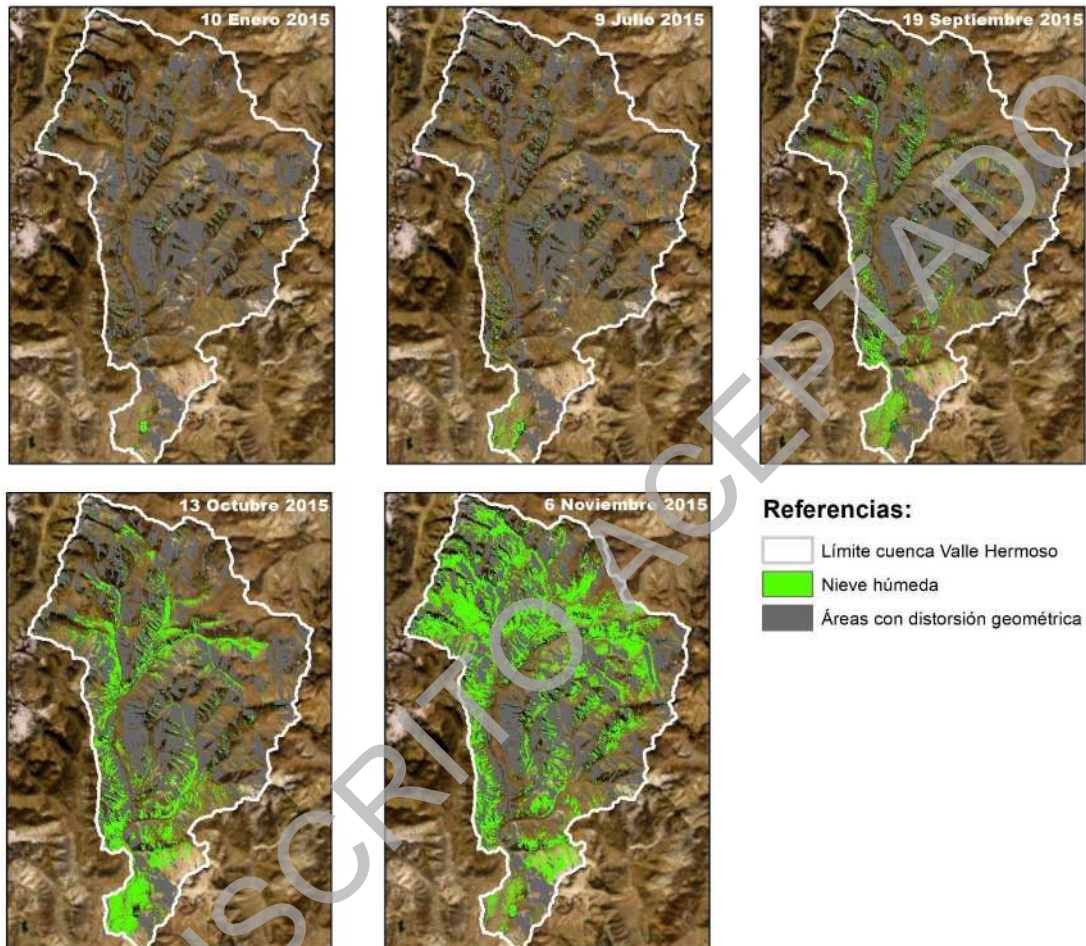 10 Enero 2015
9 Julio 2015
19 Septiembre 2015
13 Octubre 2015
6 Noviembre 2015
Referencias:
Límite cuenca Valle Hermoso
Nieve húmeda
Áreas con distorsión geométrica
USCRITO ACEPTADO